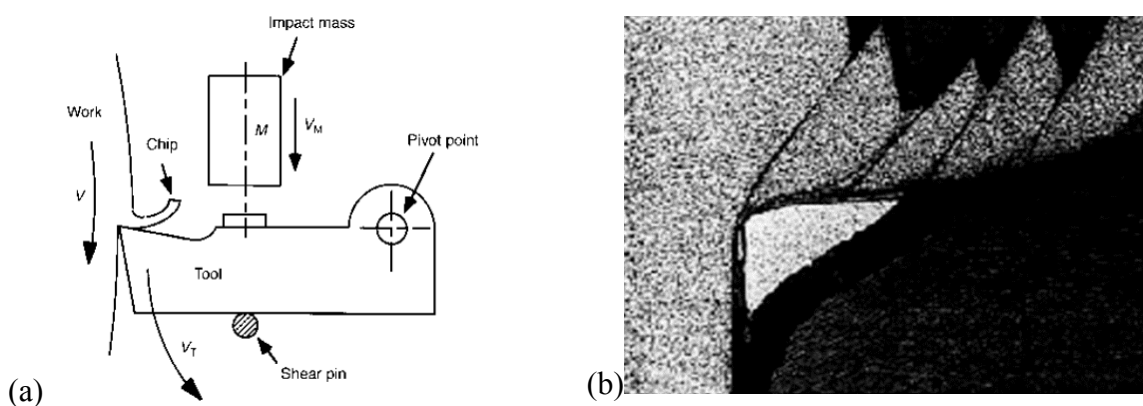 Impact mass
Work
M
V_M
Pivot point
Chip
V
Tool
V_T
Shear pin
(a)
(b)